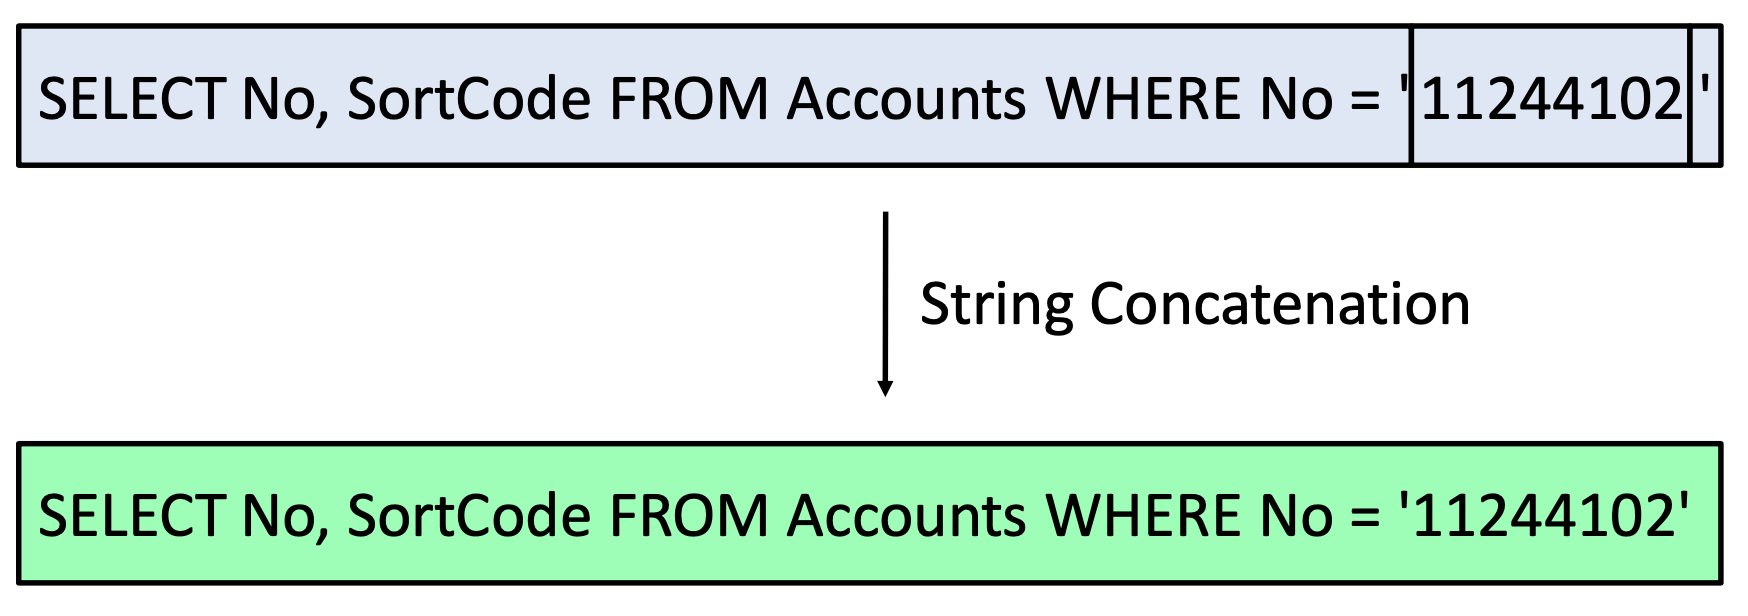 SELECT No, SortCode FROM Accounts WHERE No = '11244102'
String Concatenation
SELECT No, SortCode FROM Accounts WHERE No = '11244102'